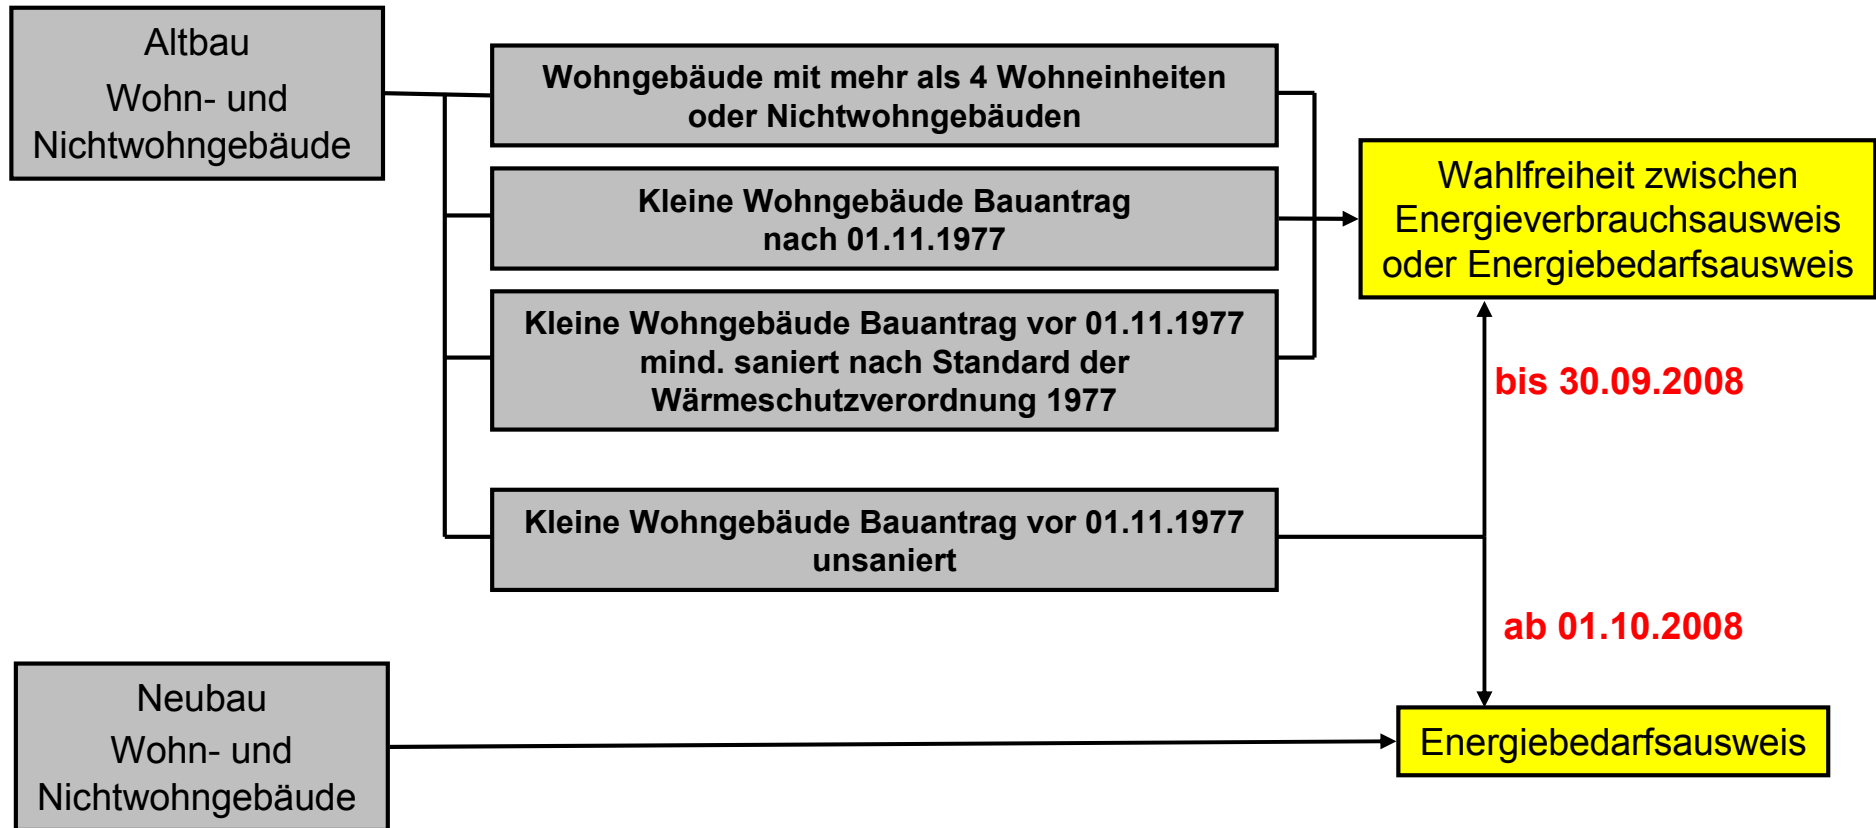 Altbau
Wohn- und
Nichtwohngebäude
Wohngebäude mit mehr als 4 Wohneinheiten
oder Nichtwohngebäuden
Kleine Wohngebäude Bauantrag
nach 01.11.1977
Kleine Wohngebäude Bauantrag vor 01.11.1977
mind. saniert nach Standard der
Wärmeschutzverordnung 1977
Kleine Wohngebäude Bauantrag vor 01.11.1977
unsaniert
Wahlfreiheit zwischen
Energieverbrauchsausweis
oder Energiebedarfsausweis
bis 30.09.2008
ab 01.10.2008
Neubau
Wohn- und
Nichtwohngebäude
Energiebedarfsausweis